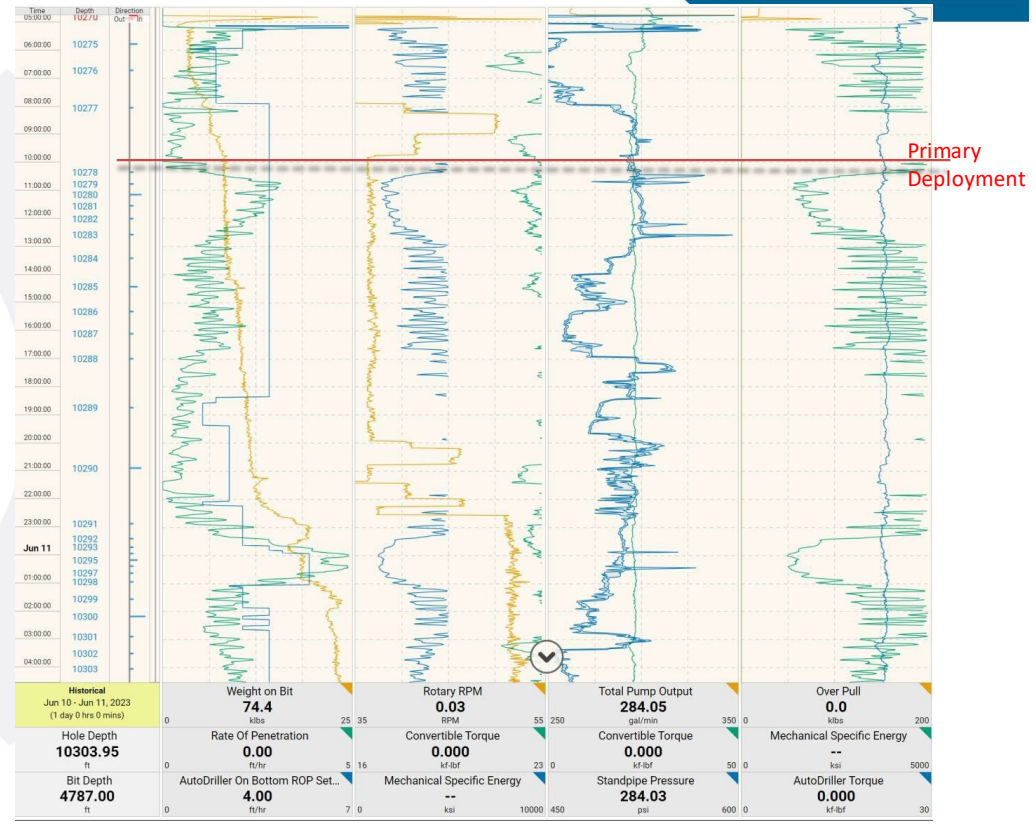 Time Depth Direction
05:00:00 10270 Out In
06:00:00 10275
07:00:00 10276
08:00:00 10277
09:00:00
10:00:00
Primary
Deployment
10278
11:00:00 10279
10280
10281
12:00:00 10282
13:00:00 10283
14:00:00 10284
15:00:00 10285
16:00:00 10286
10287
17:00:00 10288
18:00:00
19:00:00 10289
20:00:00
21:00:00 10290
22:00:00
23:00:00 10291
10292
Jun 11 10293
10295
01:00:00 10297
10298
02:00:00 10299
10300
03:00:00 10301
10302
04:00:00 10303
Historical
Jun 10 - Jun 11, 2023
(1 day 0 hrs 0 mins)
Weight on Bit
74.4
0 klbs 25
Rotary RPM
0.03
35 RPM 55
Total Pump Output
284.05
250 gal/min 350
Over Pull
0.0
0 klbs 200
Hole Depth
10303.95
ft
Rate Of Penetration
0.00
0 ft/hr 5
Convertible Torque
0.000
16 kf-lbf 23
Convertible Torque
0.000
0 kf-lbf 50
Mechanical Specific Energy
--
0 ksi 5000
Bit Depth
4787.00
ft
AutoDriller On Bottom ROP Set...
4.00
0 ft/hr 7
Mechanical Specific Energy
--
0 ksi 10000
Standpipe Pressure
284.03
450 psi 600
AutoDriller Torque
0.000
0 kf-lbf 30